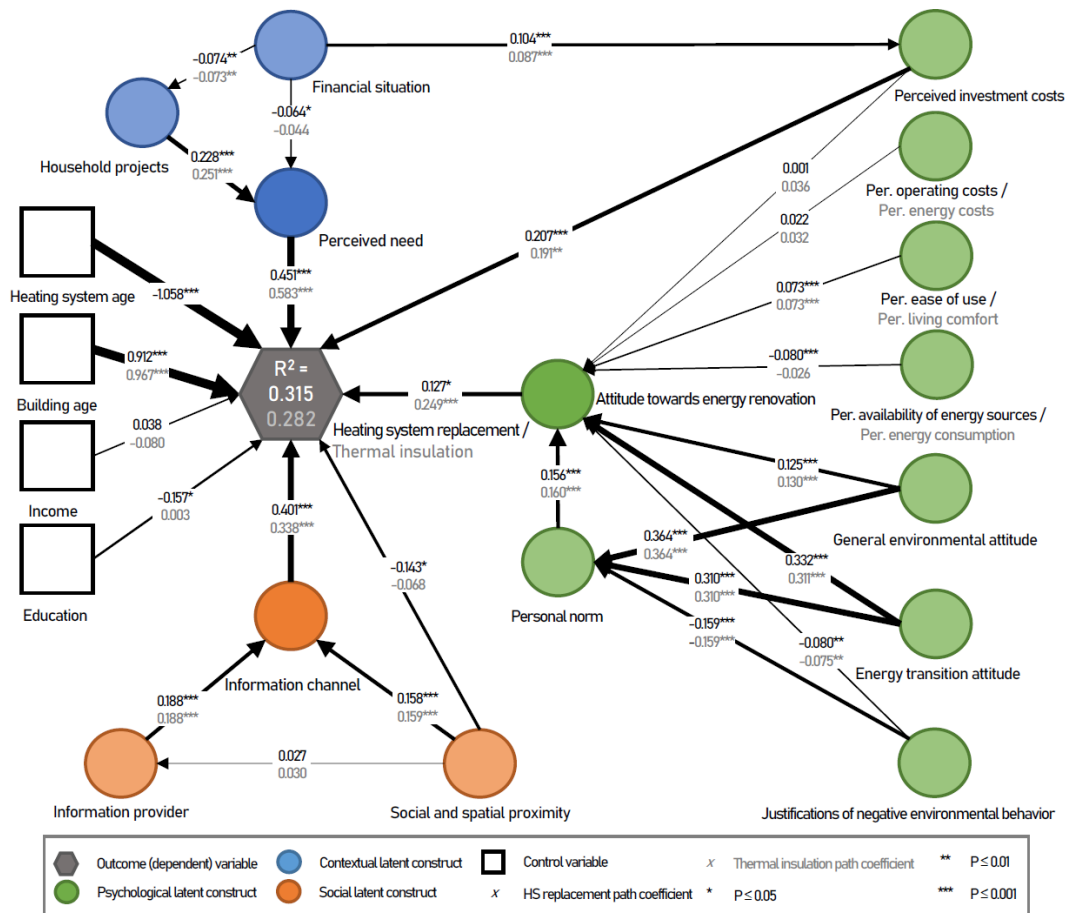 0.104***
0.087***
-0.074**
-0.073**
Financial situation
Perceived investment costs
-0.064*
-0.044
Household projects
0.228***
0.251***
0.001
0.036
Per. operating costs /
Per. energy costs
0.022
0.032
Perceived need
0.207***
0.191**
0.451***
0.583***
Heating system age
-1.058***
0.073***
0.073***
Per. ease of use /
Per. living comfort
0.912***
0.967***
R² =
0.315
0.282
-0.080***
-0.026
0.127*
0.249***
Attitude towards energy renovation
Building age
Per. availability of energy sources /
Per. energy consumption
0.038
-0.080
Heating system replacement /
Thermal insulation
0.125***
0.130***
0.156***
0.160***
-0.157*
0.003
Income
0.401***
0.338***
General environmental attitude
0.364***
0.364***
0.332***
0.311***
-0.143*
-0.068
0.310***
0.310***
Education
Personal norm
-0.159***
-0.159***
-0.080**
-0.075**
Energy transition attitude
Information channel
0.188***
0.188***
0.158***
0.159***
0.027
0.030
Information provider
Social and spatial proximity
Justifications of negative environmental behavior
Outcome (dependent) variable
Contextual latent construct
Control variable
x Thermal insulation path coefficient
** P ≤ 0.01
Psychological latent construct
Social latent construct
x HS replacement path coefficient
* P ≤ 0.05
*** P ≤ 0.001